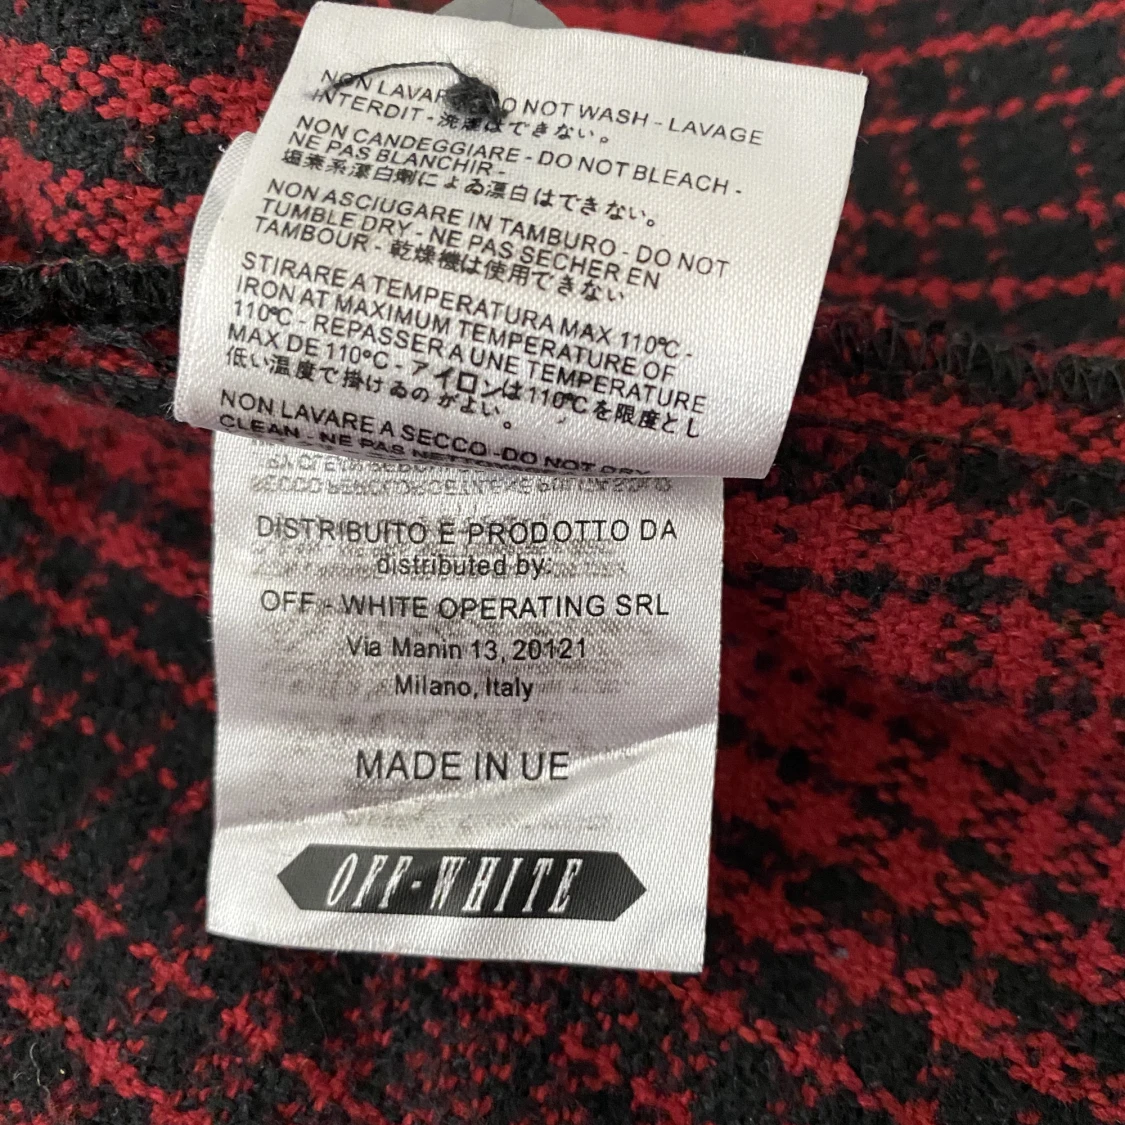 NON LAVARE DO NOT WASH - LAVAGE
INTERDIT - 洗濯はできない。
NON CANDEGGIARE - DO NOT BLEACH -
NE PAS BLANCHIR -
塩素系漂白剤によゐ漂白はできない。
NON ASCIUGARE IN TAMBURO - DO NOT
TUMBLE DRY - NE PAS SECHER EN
TAMBOUR - 乾燥機は使用できない
STIRARE A TEMPERATURA MAX 110°C -
IRON AT MAXIMUM TEMPERATURE OF
110°C - REPASSER A UNE TEMPERATURE
MAX DE 110°C - アイロンは110°Cを限度とし
低い温度で掛けゐのがよい。
NON LAVARE A SECCO -DO NOT DRY
CLEAN - NE PAS NETTOYAGE
DISTRIBUITO E PRODOTTO DA
distributed by:
OFF - WHITE OPERATING SRL
Via Manin 13, 20121
Milano, Italy
MADE IN UE
OFF-WHITE